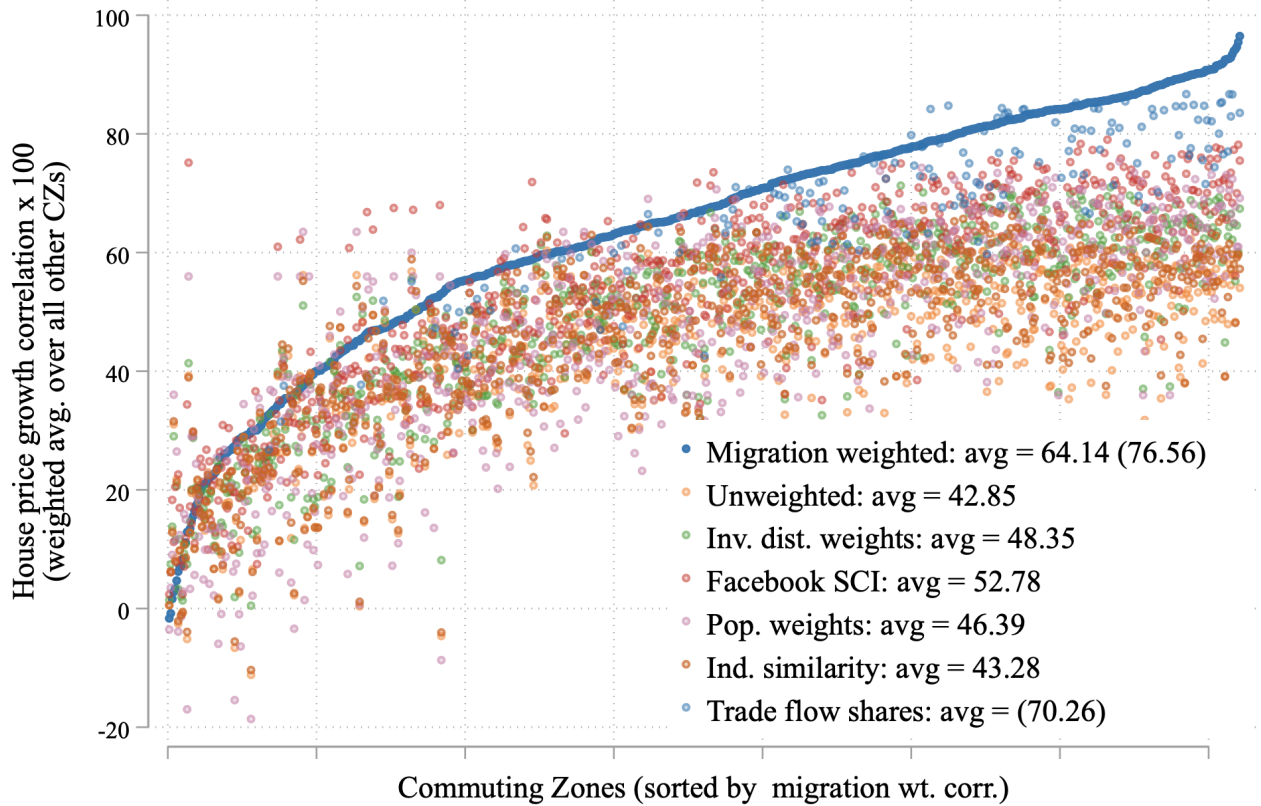 House price growth correlation x 100
(weighted avg. over all other CZs)
100
80
60
40
20
0
-20
Migration weighted: avg = 64.14 (76.56)
Unweighted: avg = 42.85
Inv. dist. weights: avg = 48.35
Facebook SCI: avg = 52.78
Pop. weights: avg = 46.39
Ind. similarity: avg = 43.28
Trade flow shares: avg = (70.26)
Commuting Zones (sorted by  migration wt. corr.)